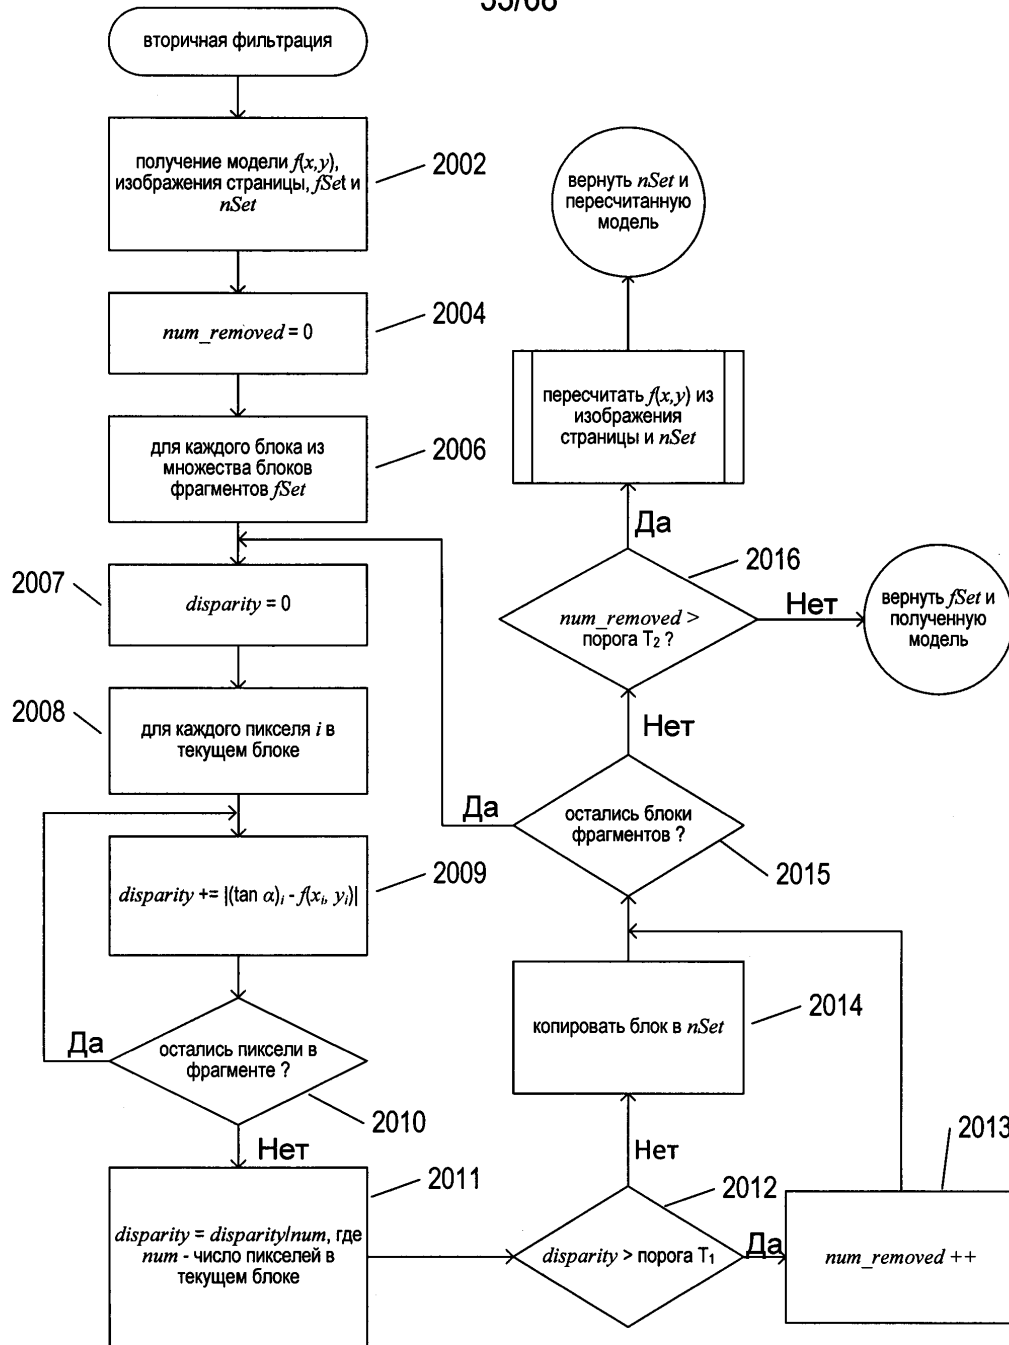 55/68
вторичная фильтрация
получение модели f(x,y),
изображения страницы, fSet и
nSet
2002
num_removed = 0
2004
для каждого блока из
множества блоков
фрагментов fSet
2006
disparity = 0
2007
для каждого пикселя i в
текущем блоке
2008
disparity += |(tan α)i - f(xi, yi)|
2009
остались пиксели в
фрагменте ?
Да
2010
Нет
disparity = disparity/num, где
num - число пикселей в
текущем блоке
2011
disparity > порога T1
2012
Да
Нет
num_removed ++
2013
копировать блок в nSet
2014
остались блоки
фрагментов ?
Да
2015
Нет
num_removed >
порога T2 ?
2016
Нет
вернуть fSet и
полученную
модель
Да
пересчитать f(x,y) из
изображения
страницы и nSet
вернуть nSet и
пересчитанную
модель